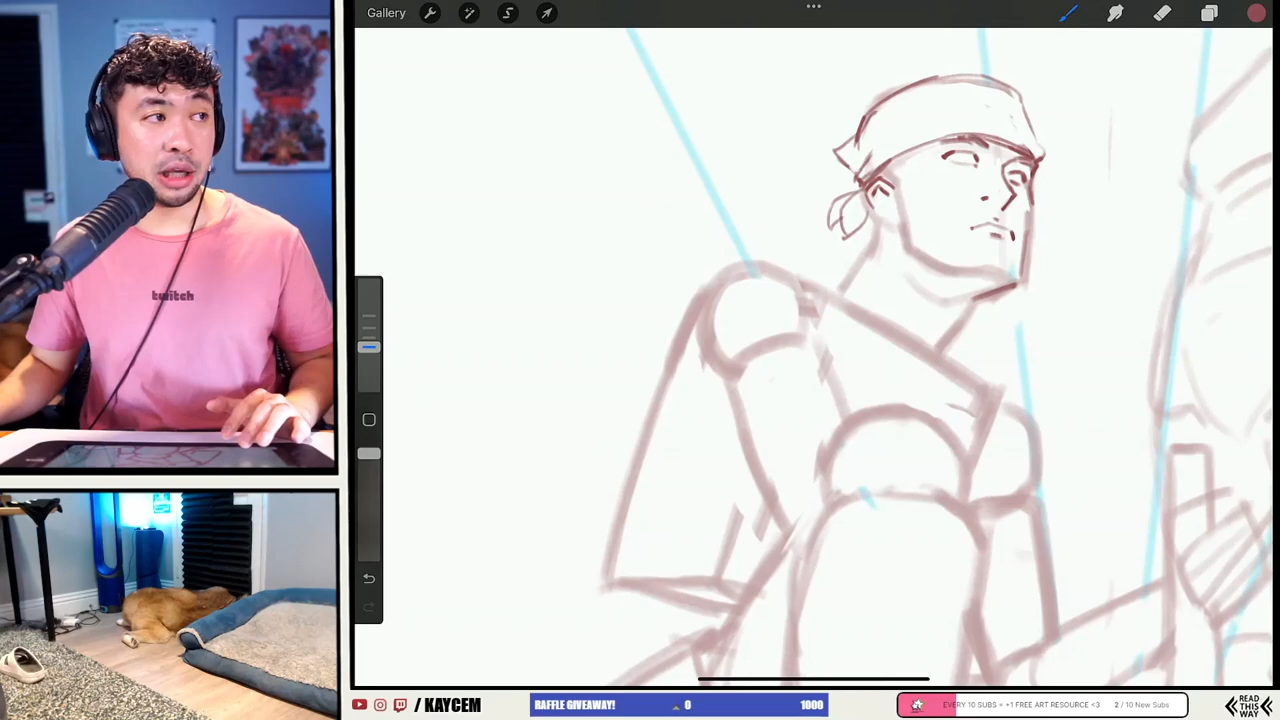 Gallery
twitch
/ KAYCEM
RAFFLE GIVEAWAY! 0 1000
EVERY 10 SUBS = +1 FREE ART RESOURCE <3 2 / 10 New Subs
READ
THIS
WAY